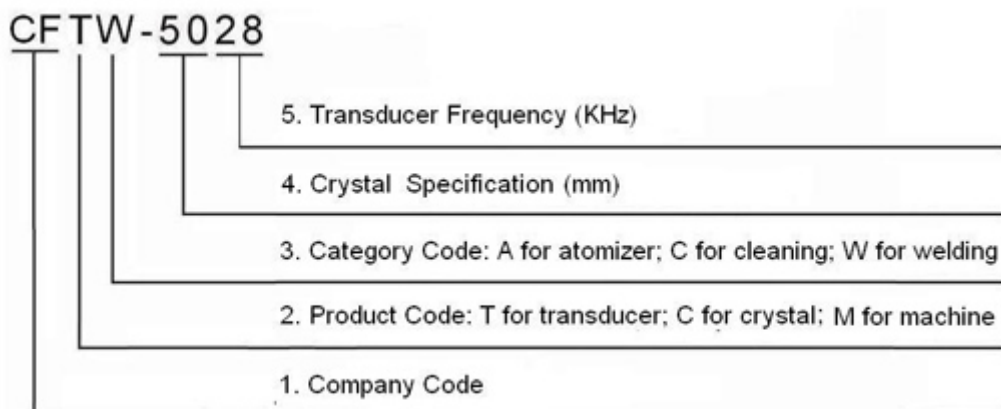 CFTW-5028
5. Transducer Frequency (KHz)
4. Crystal Specification (mm)
3. Category Code: A for atomizer; C for cleaning; W for welding
2. Product Code: T for transducer; C for crystal; M for machine
1. Company Code